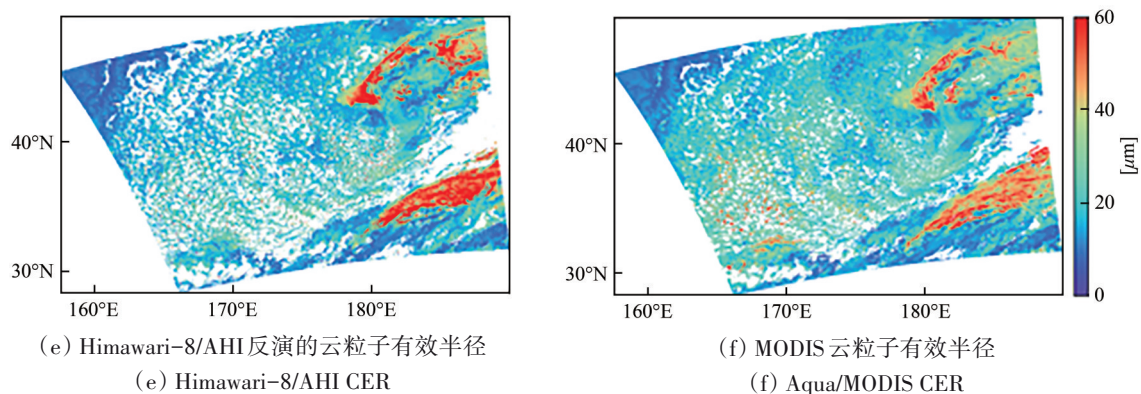 60
40
20
0
[μm]
40°N
30°N
160°E 170°E 180°E
40°N
30°N
160°E 170°E 180°E
(e) Himawari-8/AHI反演的云粒子有效半径
(e) Himawari-8/AHI CER
(f) MODIS云粒子有效半径
(f) Aqua/MODIS CER